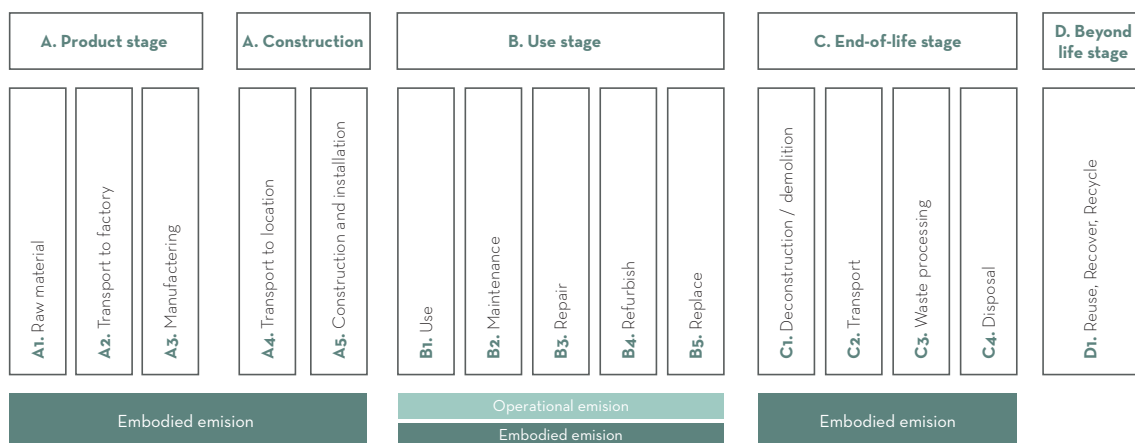 A. Product stage
A. Construction
B. Use stage
C. End-of-life stage
D. Beyond
life stage
A1. Raw material
A2. Transport to factory
A3. Manufactering
A4. Transport to location
A5. Construction and installation
B1. Use
B2. Maintenance
B3. Repair
B4. Refurbish
B5. Replace
C1. Deconstruction / demolition
C2. Transport
C3. Waste processing
C4. Disposal
D1. Reuse, Recover, Recycle
Embodied emision
Operational emision
Embodied emision
Embodied emision